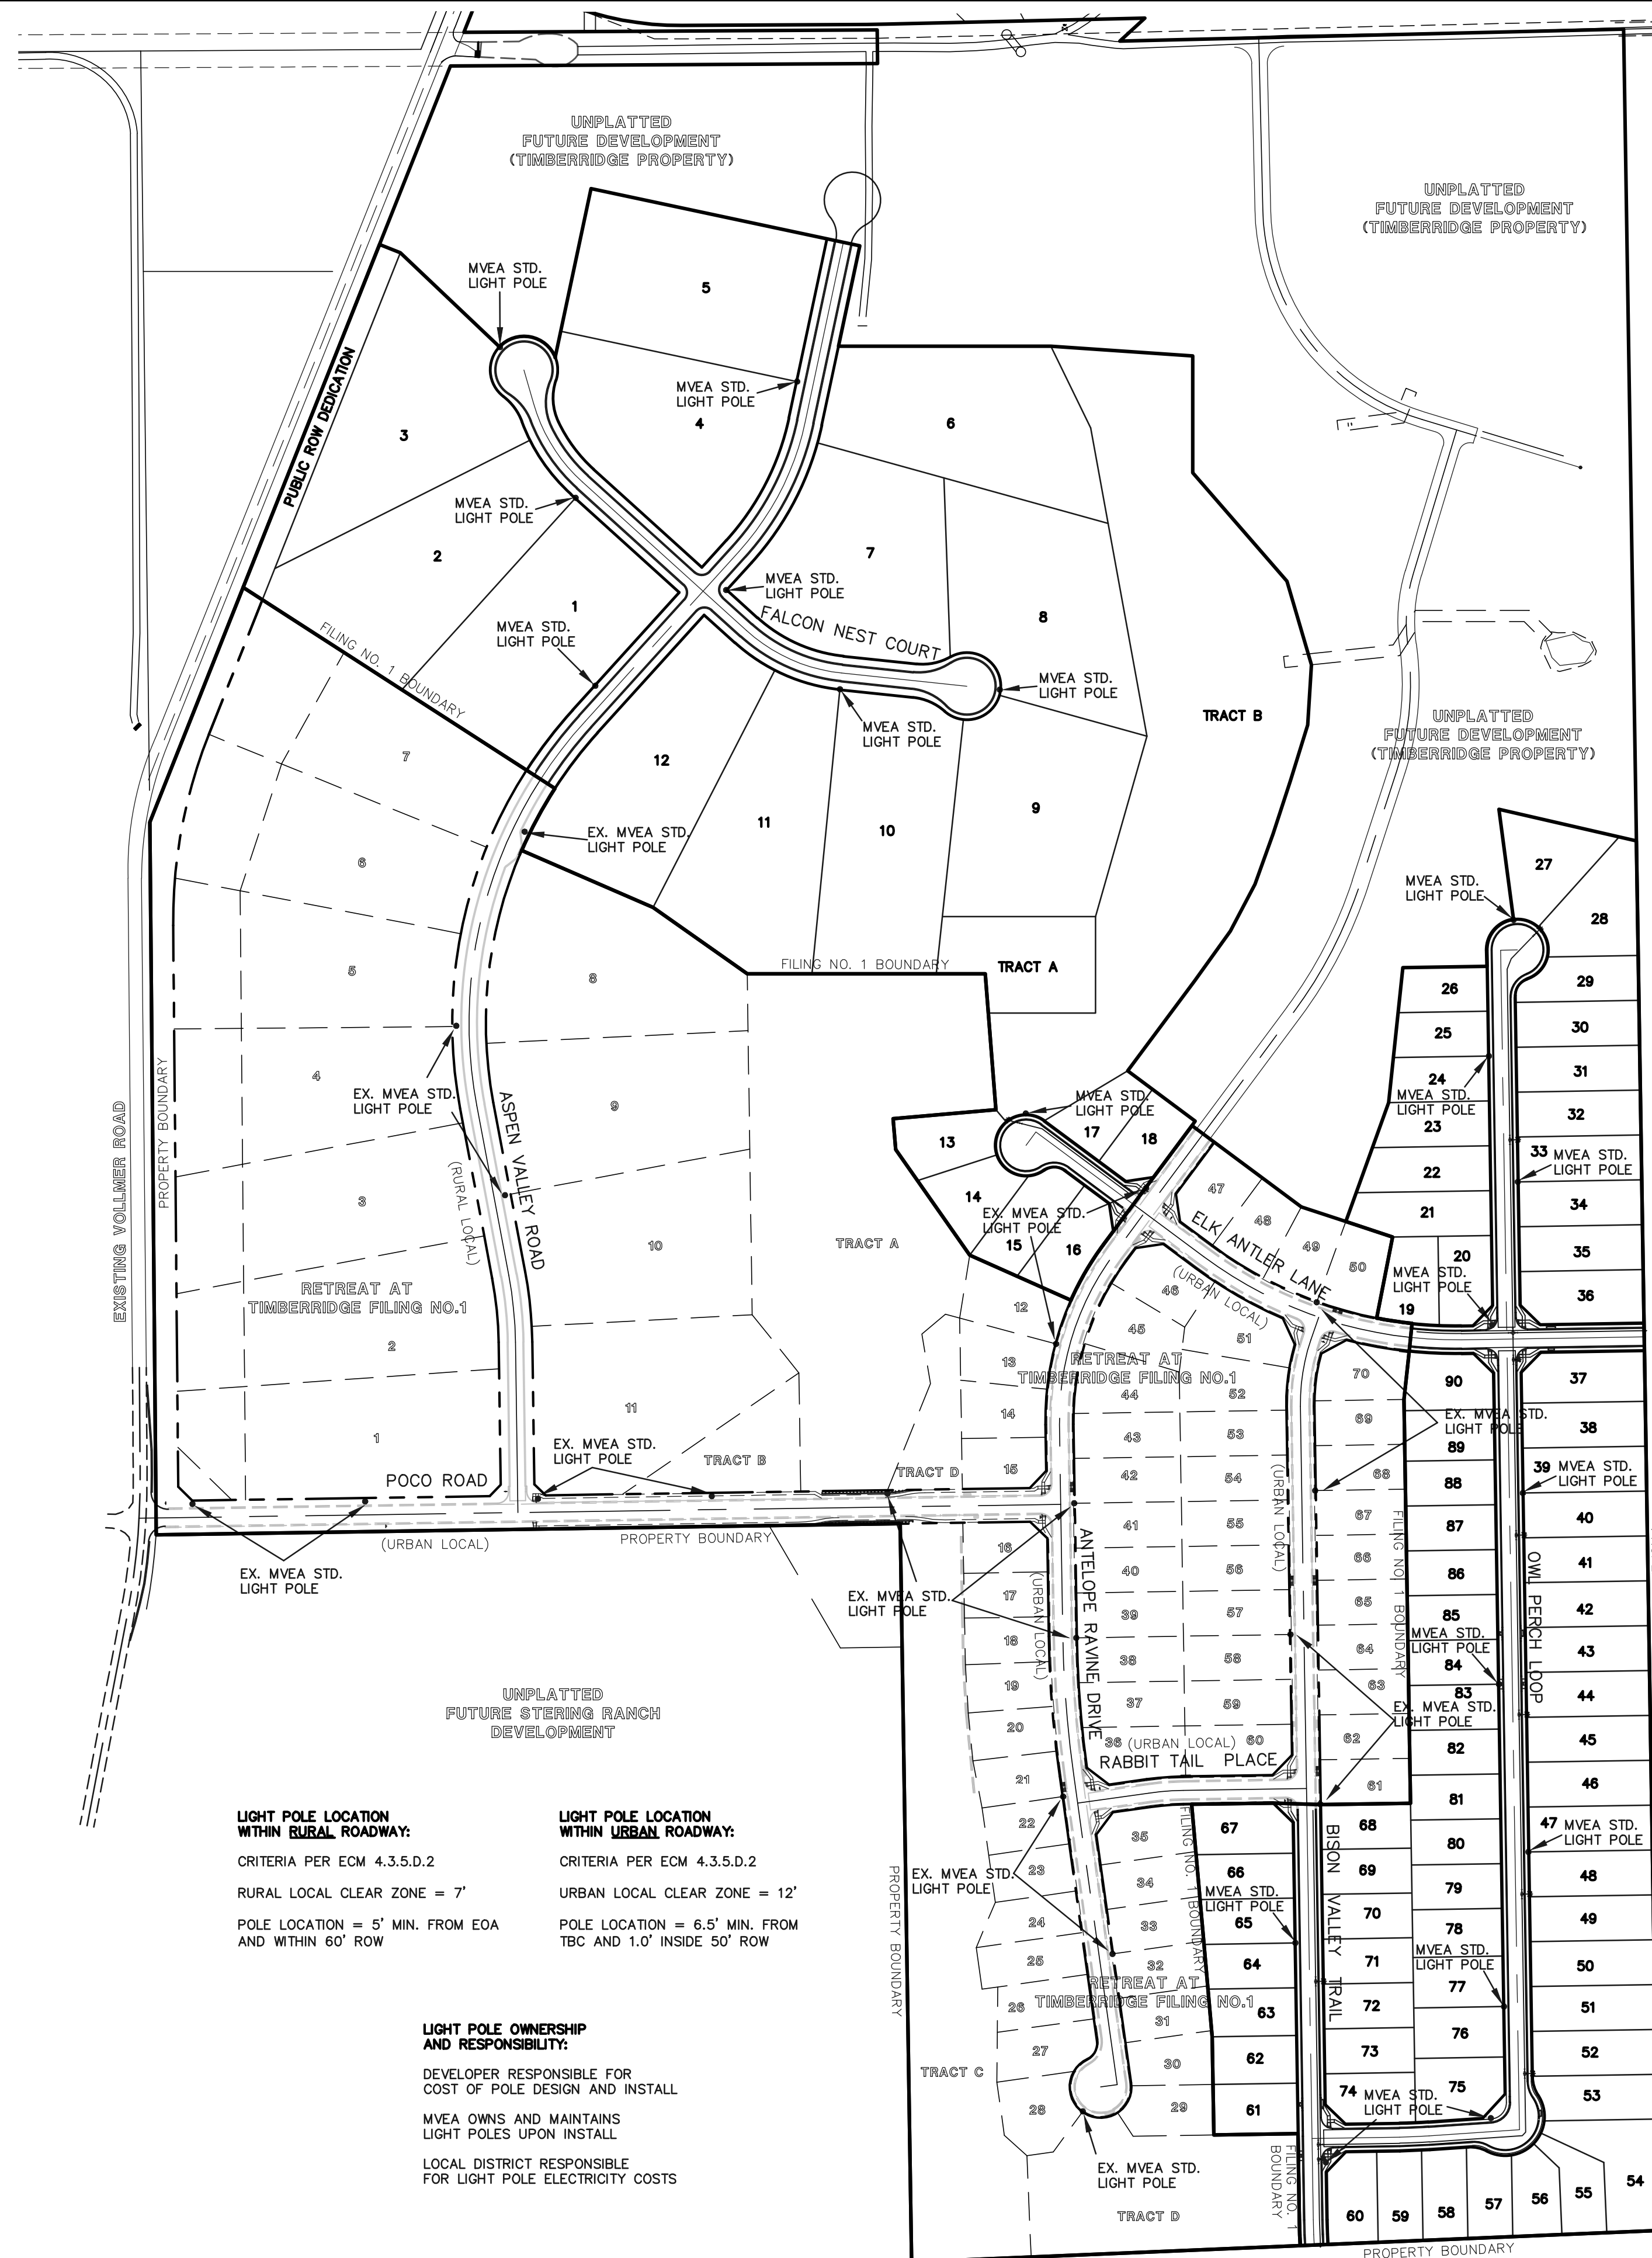 UNPLATTED
FUTURE DEVELOPMENT
(TIMBERRIDGE PROPERTY)
UNPLATTED
FUTURE DEVELOPMENT
(TIMBERRIDGE PROPERTY)
MVEA STD.
LIGHT POLE
5
PUBLIC ROW DEDICATION
MVEA STD.
LIGHT POLE
4
3
6
MVEA STD.
LIGHT POLE
2
7
MVEA STD.
LIGHT POLE
1
FALCON NEST COURT
8
MVEA STD.
LIGHT POLE
FILING NO. 1 BOUNDARY
MVEA STD.
LIGHT POLE
MVEA STD.
LIGHT POLE
TRACT B
UNPLATTED
FUTURE DEVELOPMENT
(TIMBERRIDGE PROPERTY)
7
12
11
10
9
EX. MVEA STD.
LIGHT POLE
6
5
8
FILING NO. 1 BOUNDARY
TRACT A
27
MVEA STD.
LIGHT POLE
28
26
29
25
30
24
31
MVEA STD.
LIGHT POLE
32
23
33
MVEA STD.
LIGHT POLE
22
34
21
35
20
MVEA STD.
LIGHT POLE
36
19
4
EX. MVEA STD.
LIGHT POLE
9
ASPEN VALLEY ROAD
(RURAL LOCAL)
EXISTING VOLLMER ROAD
PROPERTY BOUNDARY
3
10
RETREAT AT
TIMBERRIDGE FILING NO.1
2
11
1
TRACT A
MVEA STD.
LIGHT POLE
13
17
18
14
EX. MVEA STD.
LIGHT POLE
15
16
47
48
49
50
ELK ANTLER LANE
(URBAN LOCAL)
12
46
45
51
13
RETREAT AT
TIMBERRIDGE FILING NO.1
44
52
14
43
53
15
42
54
70
69
68
67
66
65
64
63
62
61
EX. MVEA STD.
LIGHT POLE
90
37
38
89
39
MVEA STD.
LIGHT POLE
88
40
87
41
86
42
85
43
MVEA STD.
LIGHT POLE
84
44
83
45
82
46
81
47
MVEA STD.
LIGHT POLE
80
48
79
49
78
50
MVEA STD.
LIGHT POLE
77
51
76
52
75
53
OWL PERCH LOOP
POCO ROAD
EX. MVEA STD.
LIGHT POLE
TRACT B
TRACT D
(URBAN LOCAL)
PROPERTY BOUNDARY
EX. MVEA STD.
LIGHT POLE
EX. MVEA STD.
LIGHT POLE
16
17
18
19
20
21
22
23
24
25
26
27
28
(URBAN LOCAL)
ANTELOPE RAVINE DRIVE
41
55
40
56
39
57
38
58
37
59
36
(URBAN LOCAL)
60
RABBIT TAIL PLACE
(URBAN LOCAL)
FILING NO. 1 BOUNDARY
EX. MVEA STD.
LIGHT POLE
UNPLATTED
FUTURE STERING RANCH
DEVELOPMENT
EX. MVEA STD.
LIGHT POLE
35
34
33
32
RETREAT AT
TIMBERRIDGE FILING NO.1
31
30
29
FILING NO. 1 BOUNDARY
67
66
MVEA STD.
LIGHT POLE
65
64
63
62
61
BISON VALLEY TRAIL
68
69
70
71
72
73
74
MVEA STD.
LIGHT POLE
PROPERTY BOUNDARY
TRACT C
EX. MVEA STD.
LIGHT POLE
TRACT D
FILING NO. 1
BOUNDARY
60
59
58
57
56
55
54
PROPERTY BOUNDARY
LIGHT POLE LOCATION
WITHIN RURAL ROADWAY:
CRITERIA PER ECM 4.3.5.D.2
RURAL LOCAL CLEAR ZONE = 7'
POLE LOCATION = 5' MIN. FROM EOA
AND WITHIN 60' ROW
LIGHT POLE LOCATION
WITHIN URBAN ROADWAY:
CRITERIA PER ECM 4.3.5.D.2
URBAN LOCAL CLEAR ZONE = 12'
POLE LOCATION = 6.5' MIN. FROM
TBC AND 1.0' INSIDE 50' ROW
LIGHT POLE OWNERSHIP
AND RESPONSIBILITY:
DEVELOPER RESPONSIBLE FOR
COST OF POLE DESIGN AND INSTALL
MVEA OWNS AND MAINTAINS
LIGHT POLES UPON INSTALL
LOCAL DISTRICT RESPONSIBLE
FOR LIGHT POLE ELECTRICITY COSTS